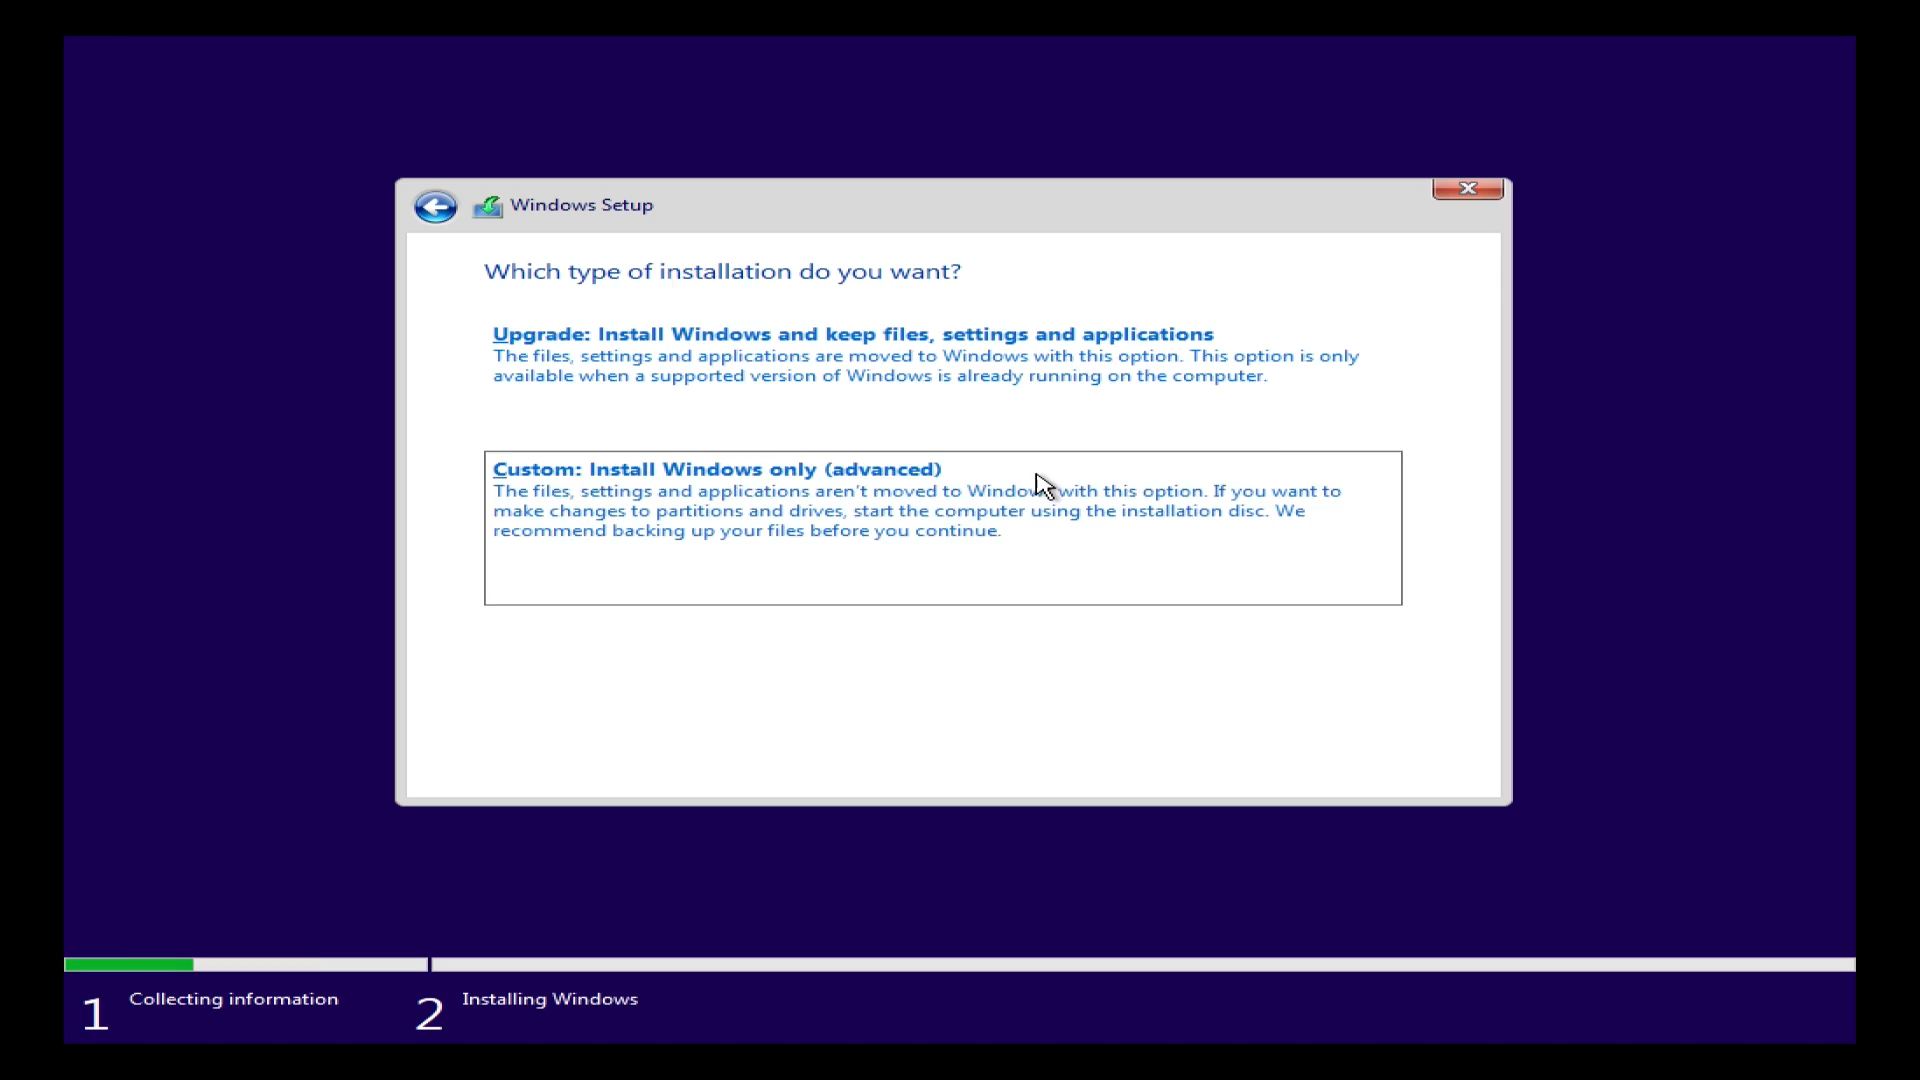 Windows Setup
Which type of installation do you want?
Upgrade: Install Windows and keep files, settings and applications
The files, settings and applications are moved to Windows with this option. This option is only
available when a supported version of Windows is already running on the computer.
Custom: Install Windows only (advanced)
The files, settings and applications aren't moved to Windows with this option. If you want to
make changes to partitions and drives, start the computer using the installation disc. We
recommend backing up your files before you continue.
1 Collecting information 2 Installing Windows